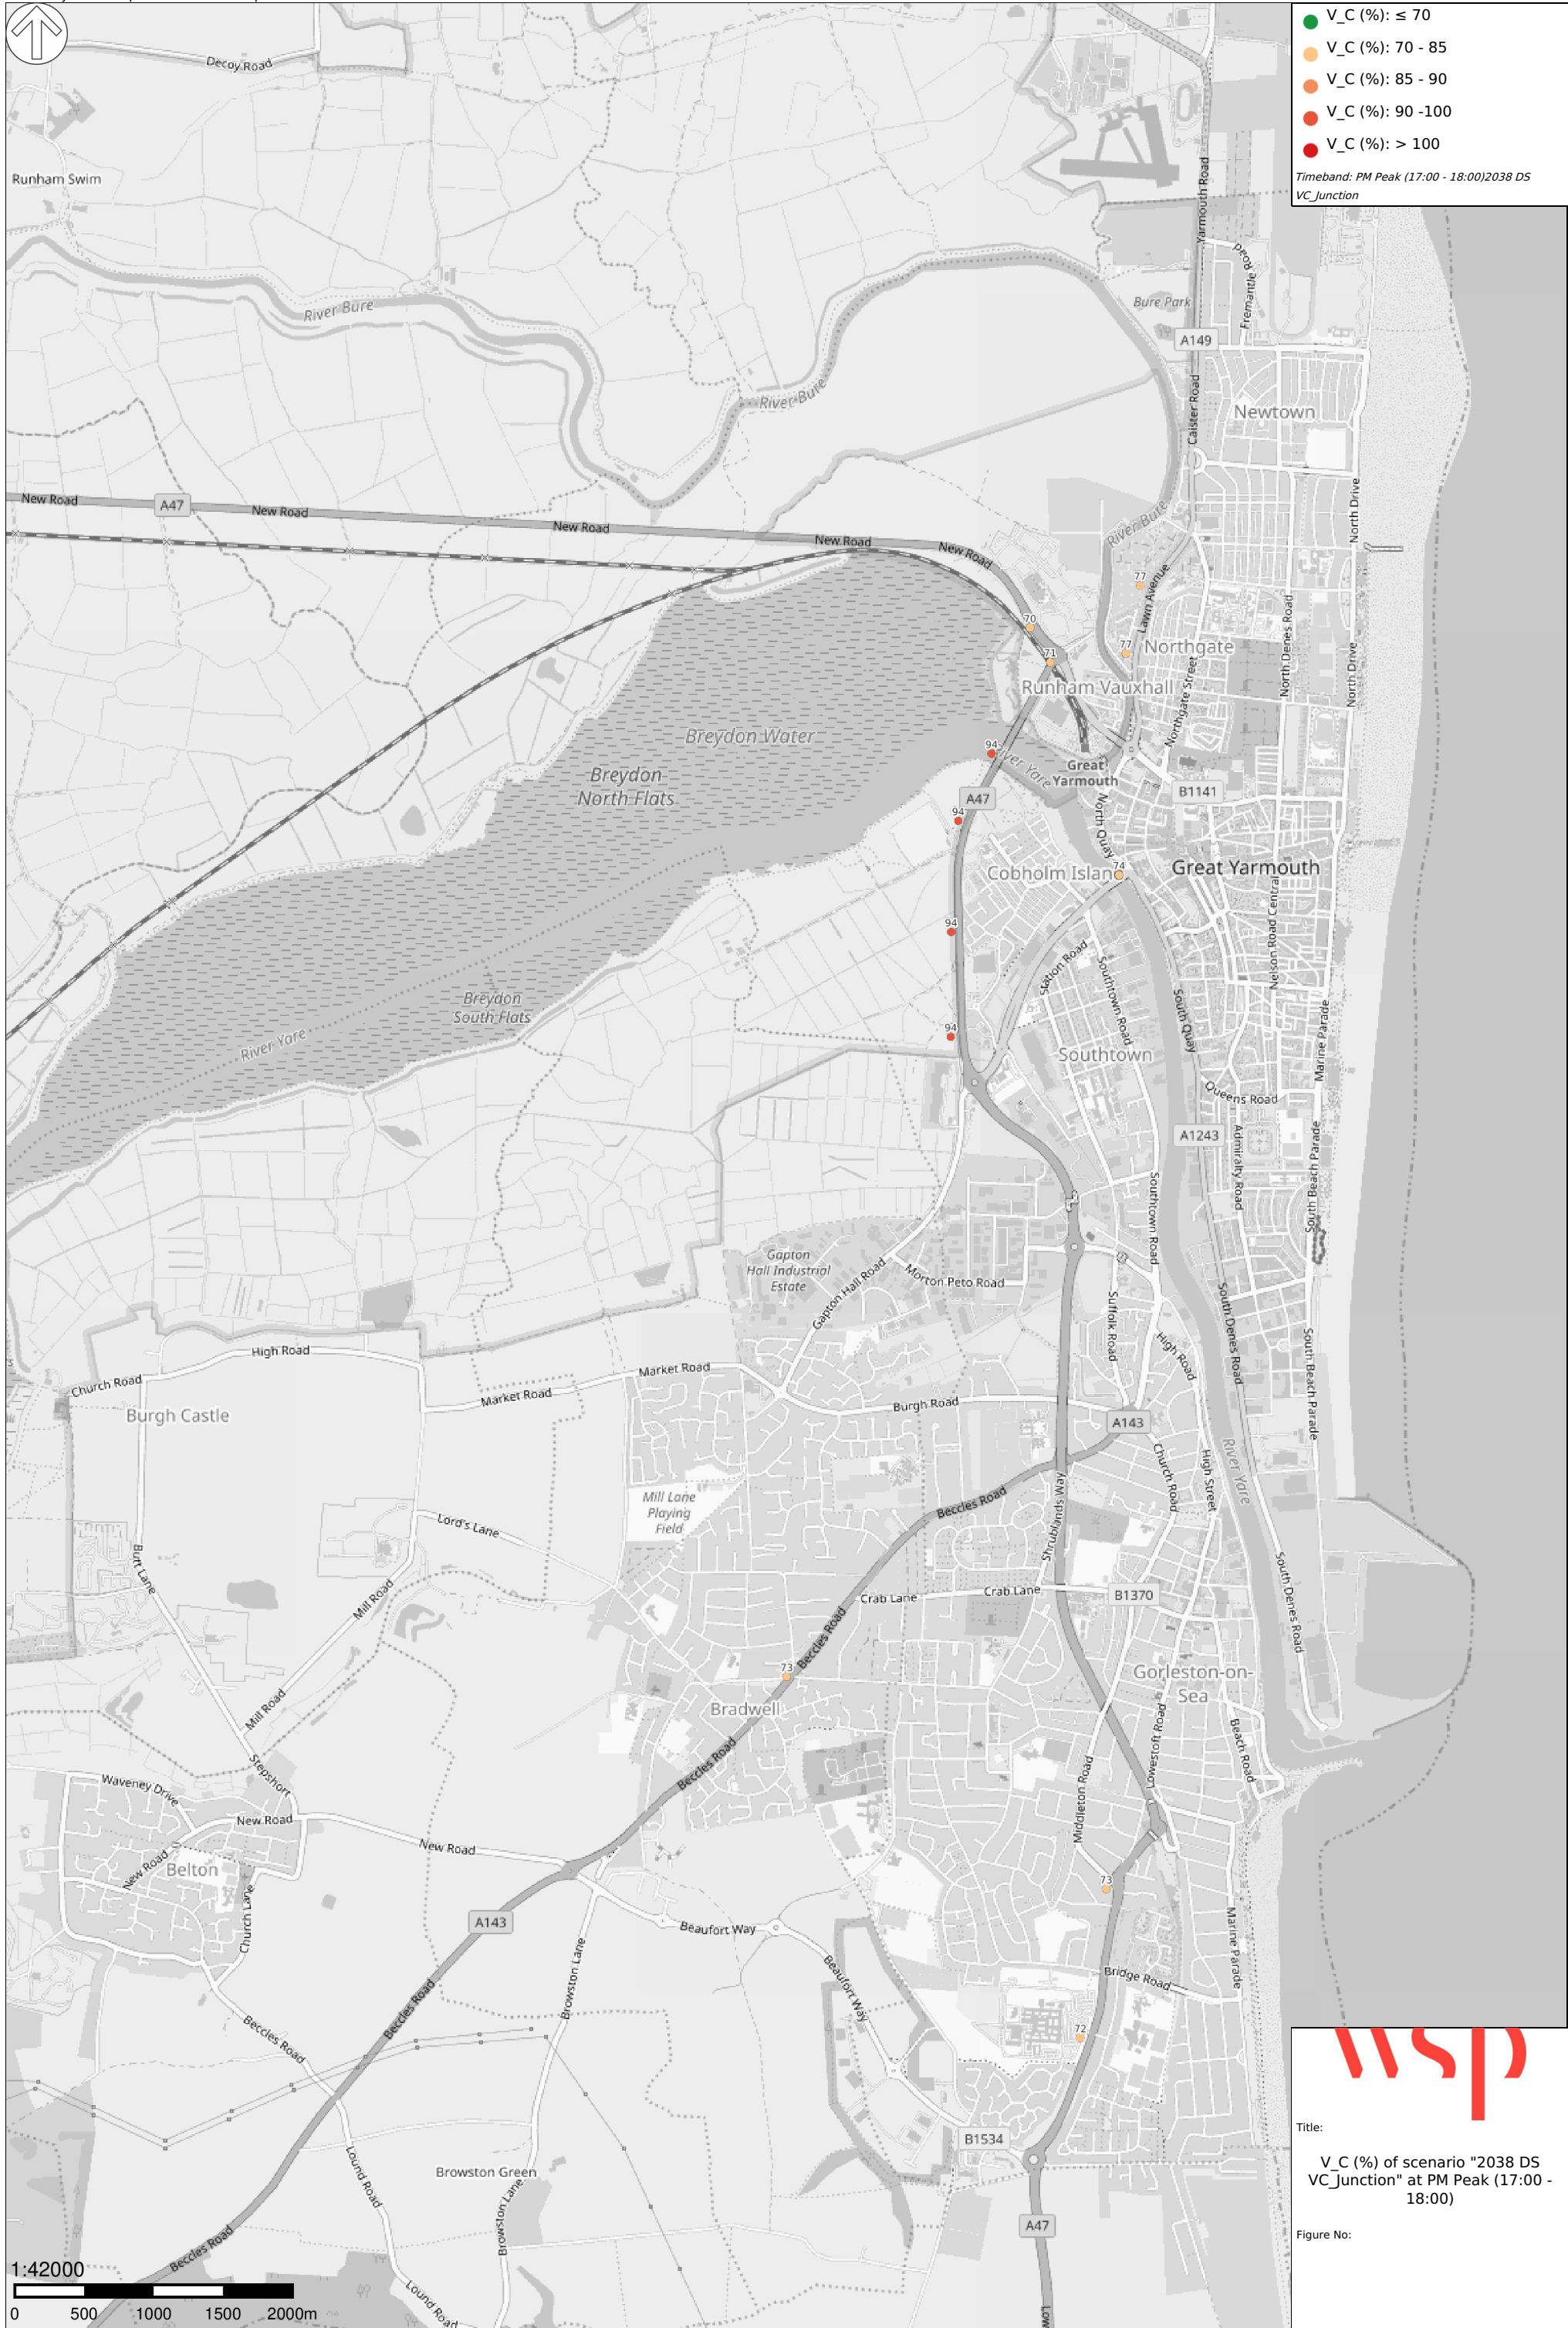 V_C (%): ≤ 70
V_C (%): 70 - 85
V_C (%): 85 - 90
V_C (%): 90 -100
V_C (%): > 100
Timeband: PM Peak (17:00 - 18:00)2038 DS
VC_Junction
Decoy Road
Runham Swim
Yarmouth Road
Fremantle Road
River Bure
Bure Park
A149
River Bure
Caister Road
Newtown
New Road
A47
New Road
New Road
New Road
New Road
North Drive
River Bure
77
Lawn Avenue
70
77
Northgate
71
North Denes Road
North Drive
Runham Vauxhall
Northgate Street
Breydon Water
94
River Yare
Great
Yarmouth
Breydon
North Flats
A47
B1141
94
North Quay
74
Cobholm Island
Great Yarmouth
Nelson Road Central
94
Station Road
Southtown Road
Breydon
South Flats
South Quay
Marine Parade
River Yare
94
Southtown
Queens Road
A1243
Admiralty Road
South Beach Parade
Southtown Road
Gapton
Hall Industrial
Estate
Gapton Hall Road
Morton Peto Road
Suffolk Road
South Denes Road
High Road
High Road
South Beach Parade
Church Road
Market Road
Market Road
Burgh Castle
Burgh Road
A143
River Yare
Church Road
High Street
Mill Lane
Playing
Field
Beccles Road
Shrublands Way
Lord's Lane
Butt Lane
Mill Road
Crab Lane
Crab Lane
B1370
South Denes Road
Beccles Road
73
Bradwell
Gorleston-on-
Sea
Mill Road
Beccles Road
Lowestoft Road
Beach Road
Stepshort
Waveney Drive
New Road
New Road
New Road
Belton
Middleton Road
73
Church Lane
A143
Beaufort Way
Marine Parade
Browston Lane
Beaufort Way
Bridge Road
Beccles Road
Beccles Road
72
B1534
Browston Green
Lound Road
Browston Lane
A47
Beccles Road
Lound Road
Low
1:42000
0 500 1000 1500 2000m
wsp
Title:
V_C (%) of scenario "2038 DS
VC_Junction" at PM Peak (17:00 -
18:00)
Figure No: